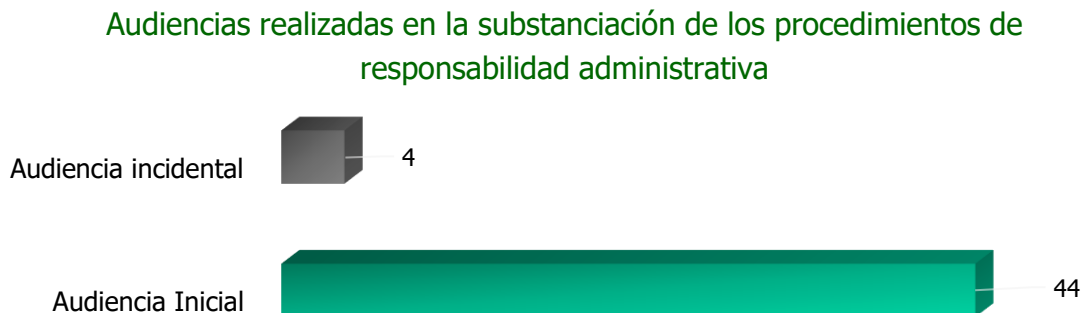 Audiencias realizadas en la substanciación de los procedimientos de
responsabilidad administrativa
Audiencia incidental 4
Audiencia Inicial 44